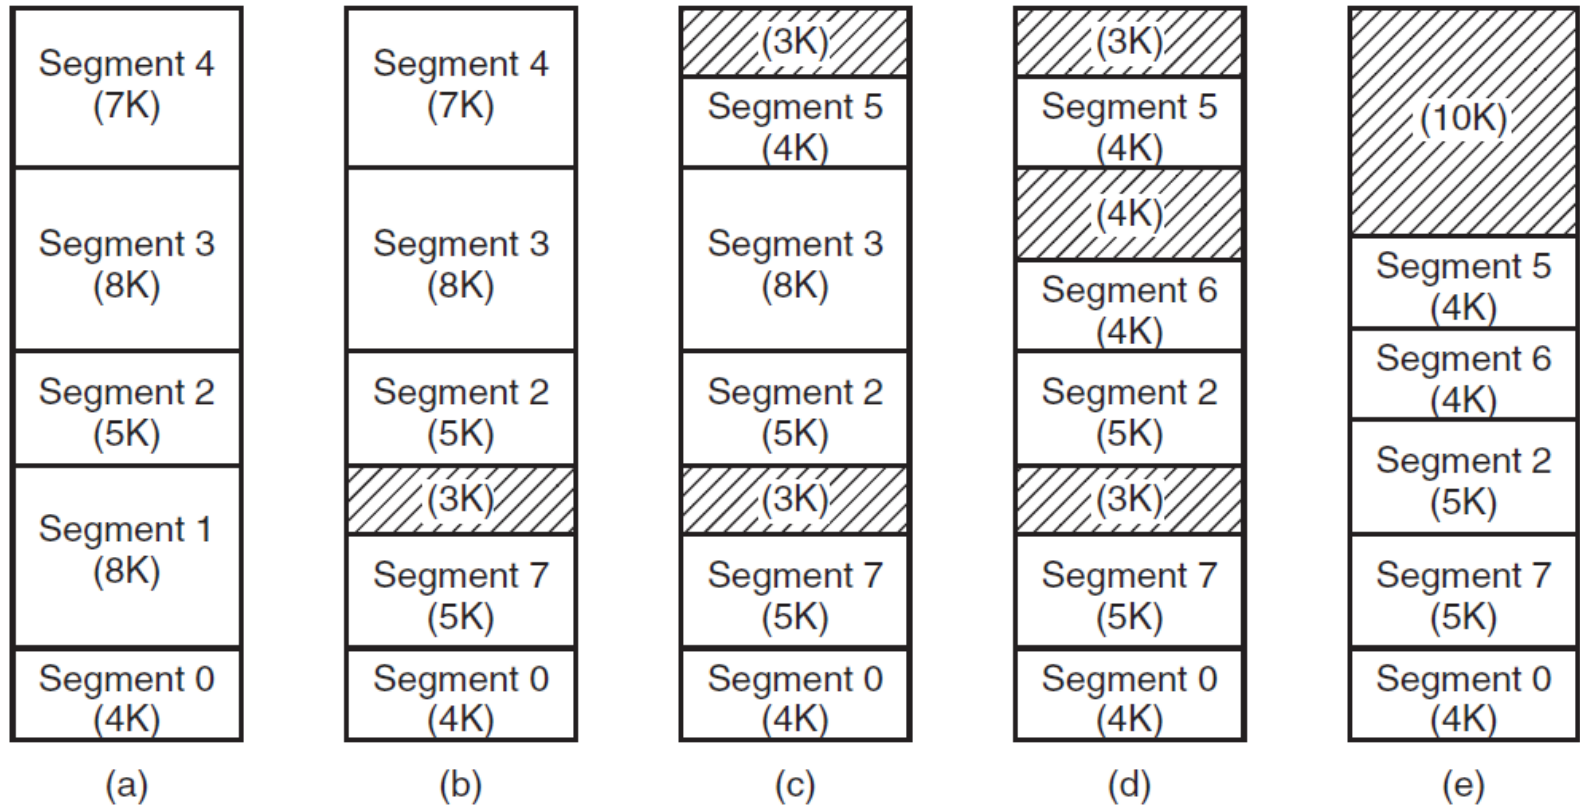 Segment 4
(7K)
Segment 3
(8K)
Segment 2
(5K)
Segment 1
(8K)
Segment 0
(4K)
(a)
Segment 4
(7K)
Segment 3
(8K)
Segment 2
(5K)
(3K)
Segment 7
(5K)
Segment 0
(4K)
(b)
(3K)
Segment 5
(4K)
Segment 3
(8K)
Segment 2
(5K)
(3K)
Segment 7
(5K)
Segment 0
(4K)
(c)
(3K)
Segment 5
(4K)
(4K)
Segment 6
(4K)
Segment 2
(5K)
(3K)
Segment 7
(5K)
Segment 0
(4K)
(d)
(10K)
Segment 5
(4K)
Segment 6
(4K)
Segment 2
(5K)
Segment 7
(5K)
Segment 0
(4K)
(e)